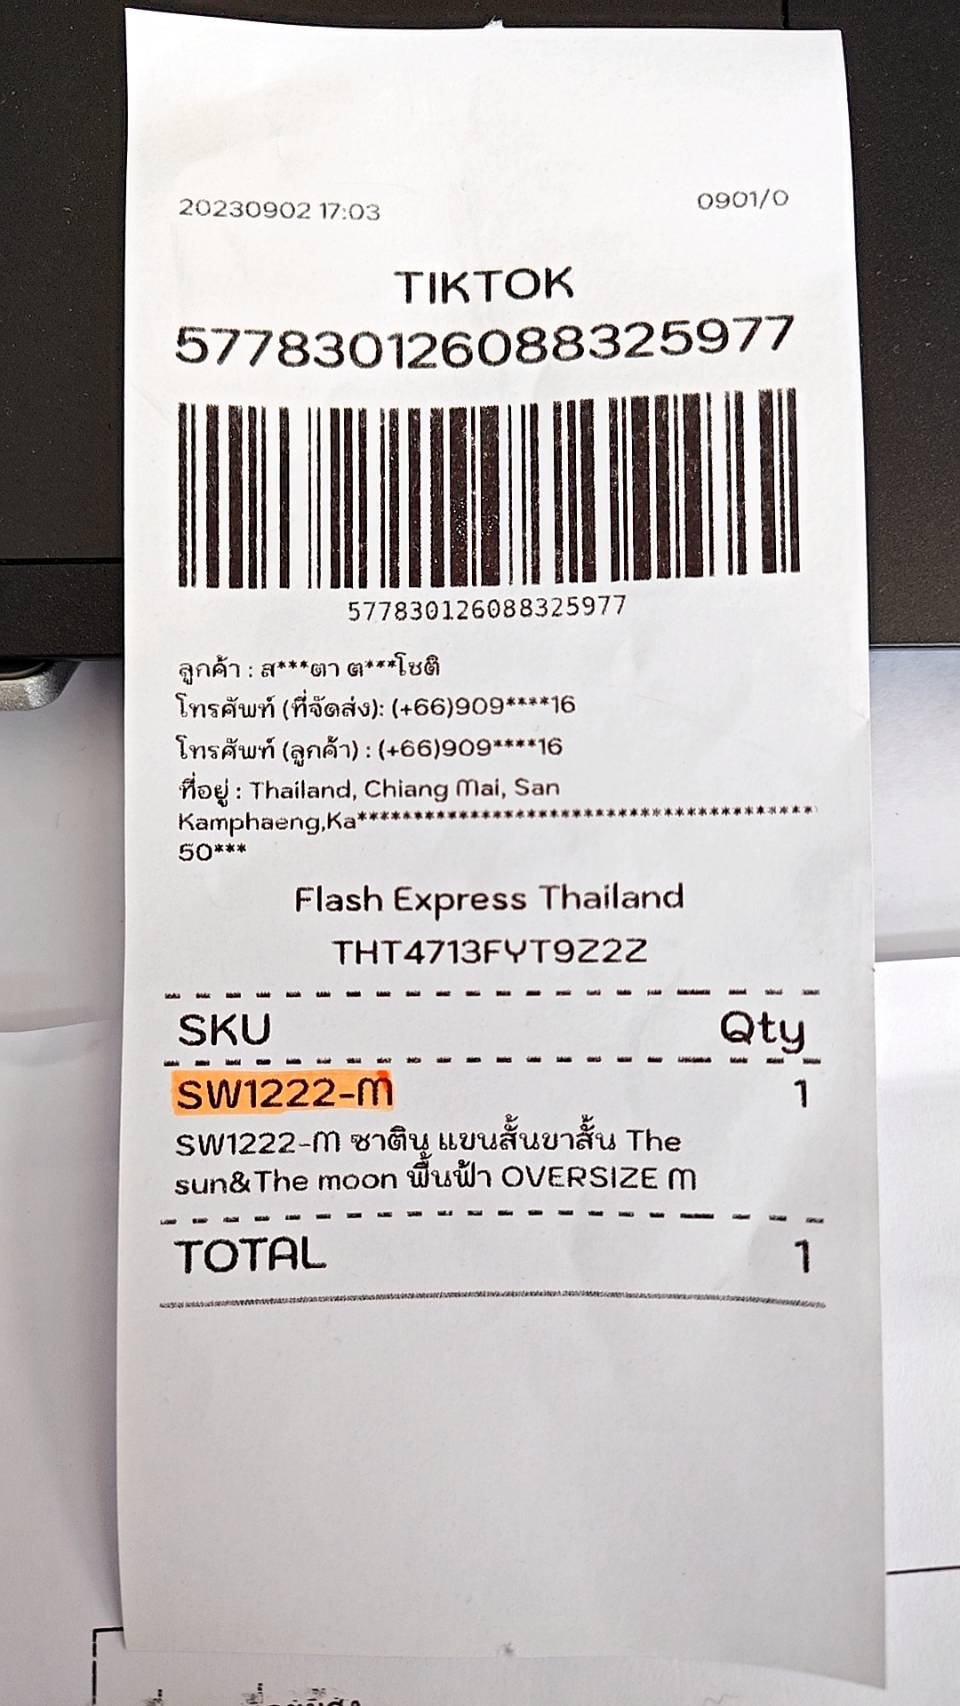 20230902 17:03 0901/0
TIKTOK
577830126088325977
577830126088325977
ลูกค้า : ส***ตา ต***โชติ
โทรศัพท์ (ที่จัดส่ง): (+66)909****16
โทรศัพท์ (ลูกค้า) : (+66)909****16
ที่อยู่ : Thailand, Chiang Mai, San
Kamphaeng,Ka****************************************
50***
Flash Express Thailand
THT4713FYT9Z2Z
SKU Qty
SW1222-M 1
SW1222-M ซาติน แขนสั้นขาสั้น The
sun&The moon พื้นฟ้า OVERSIZE M
TOTAL 1